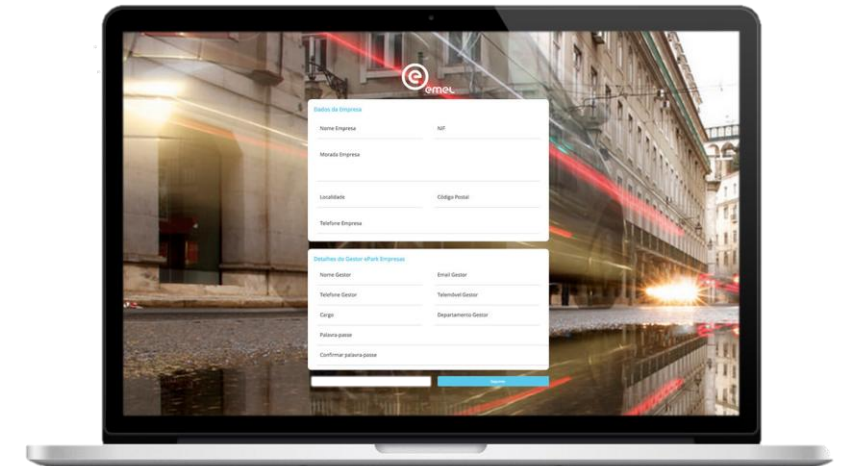 emel
Dados da Empresa
Nome Empresa NIF
Morada Empresa
Localidade Código Postal
Telefone Empresa
Detalhes do Gestor ePark Empresas
Nome Gestor Email Gestor
Telefone Gestor Telemóvel Gestor
Cargo Departamento Gestor
Palavra-passe
Confirmar palavra-passe